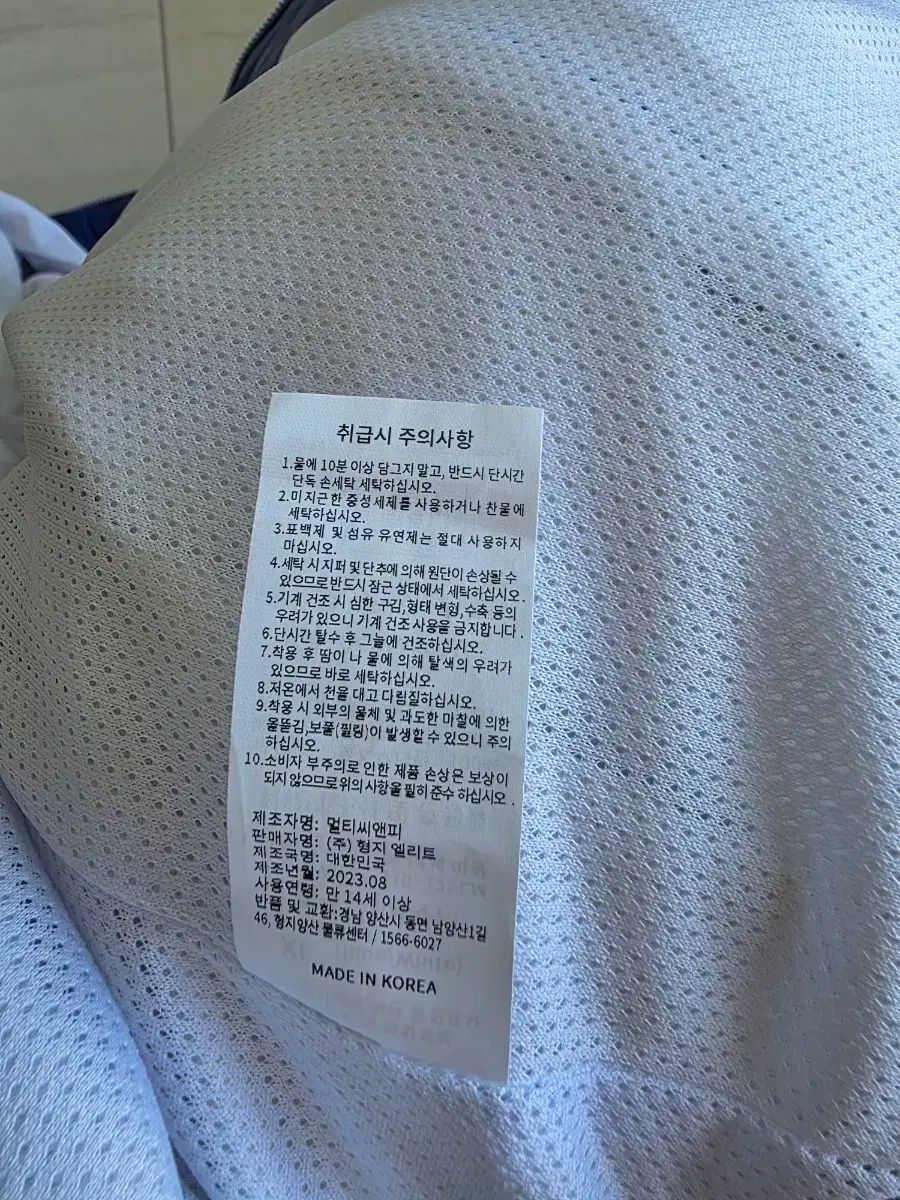 취급시 주의사항
1.물에 10분 이상 담그지 말고, 반드시 단시간
단독 손세탁 세탁하십시오.
2.미지근한 중성세제를 사용하거나 찬물에
세탁하십시오.
3.표백제 및 섬유 유연제는 절대 사용하지
마십시오.
4.세탁 시 지퍼 및 단추에 의해 원단이 손상될 수
있으므로 반드시 잠근 상태에서 세탁하십시오.
5.기계 건조 시 심한 구김,형태 변형,수축 등의
우려가 있으니 기계 건조 사용을 금지합니다.
6.단시간 탈수 후 그늘에 건조하십시오.
7.착용 후 땀이 나 물에 의해 탈색의 우려가
있으므로 바로 세탁하십시오.
8.저온에서 천을 대고 다림질하십시오.
9.착용 시 외부의 물체 및 과도한 마찰에 의한
올뜯김,보풀(필링)이 발생할 수 있으니 주의
하십시오.
10.소비자 부주의로 인한 제품 손상은 보상이
되지 않으므로 위의 사항을 필히 준수 하십시오.
제조자명: 멀티씨앤피
판매자명: (주) 형지 엘리트
제조국명: 대한민국
제조년월: 2023.08
사용연령: 만 14세 이상
반품 및 교환:경남 양산시 동면 남양산1길
46, 형지양산 물류센터 / 1566-6027
MADE IN KOREA